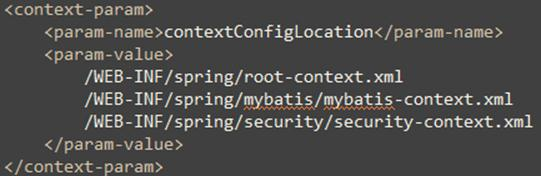 <context-param>
<param-name>contextConfigLocation</param-name>
<param-value>
/WEB-INF/spring/root-context.xml
/WEB-INF/spring/mybatis/mybatis-context.xml
/WEB-INF/spring/security/security-context.xml
</param-value>
</context-param>